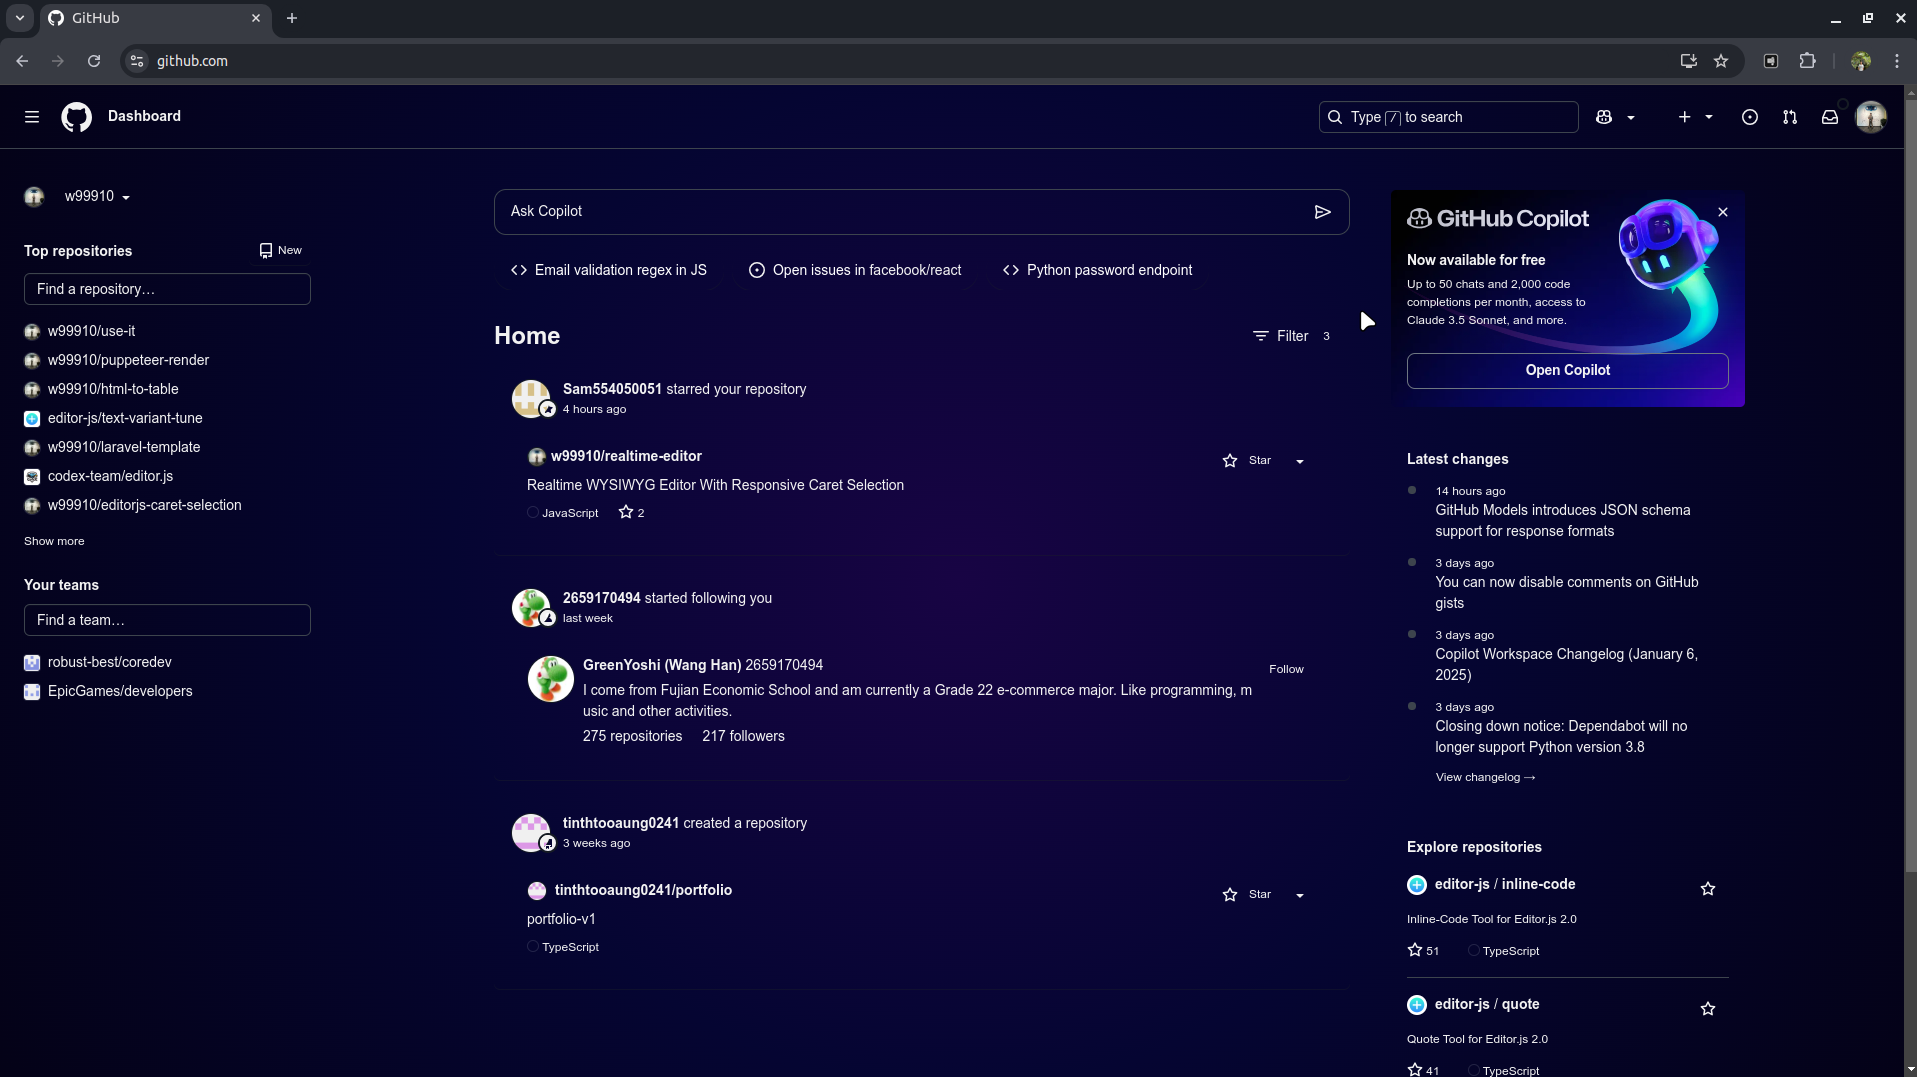 GitHub
github.com
Dashboard
Type / to search
w99910
Top repositories
New
Find a repository…
w99910/use-it
w99910/puppeteer-render
w99910/html-to-table
editor-js/text-variant-tune
w99910/laravel-template
codex-team/editor.js
w99910/editorjs-caret-selection
Show more
Your teams
Find a team…
robust-best/coredev
EpicGames/developers
Ask Copilot
Email validation regex in JS
Open issues in facebook/react
Python password endpoint
Home
Filter 3
Sam554050051 starred your repository
4 hours ago
w99910/realtime-editor
Star
Realtime WYSIWYG Editor With Responsive Caret Selection
JavaScript
2
2659170494 started following you
last week
GreenYoshi (Wang Han) 2659170494
Follow
I come from Fujian Economic School and am currently a Grade 22 e-commerce major. Like programming, m
usic and other activities.
275 repositories 217 followers
tinthtooaung0241 created a repository
3 weeks ago
tinthtooaung0241/portfolio
Star
portfolio-v1
TypeScript
GitHub Copilot
Now available for free
Up to 50 chats and 2,000 code
completions per month, access to
Claude 3.5 Sonnet, and more.
Open Copilot
Latest changes
14 hours ago
GitHub Models introduces JSON schema
support for response formats
3 days ago
You can now disable comments on GitHub
gists
3 days ago
Copilot Workspace Changelog (January 6,
2025)
3 days ago
Closing down notice: Dependabot will no
longer support Python version 3.8
View changelog →
Explore repositories
editor-js / inline-code
Inline-Code Tool for Editor.js 2.0
51 TypeScript
editor-js / quote
Quote Tool for Editor.js 2.0
41 TypeScript